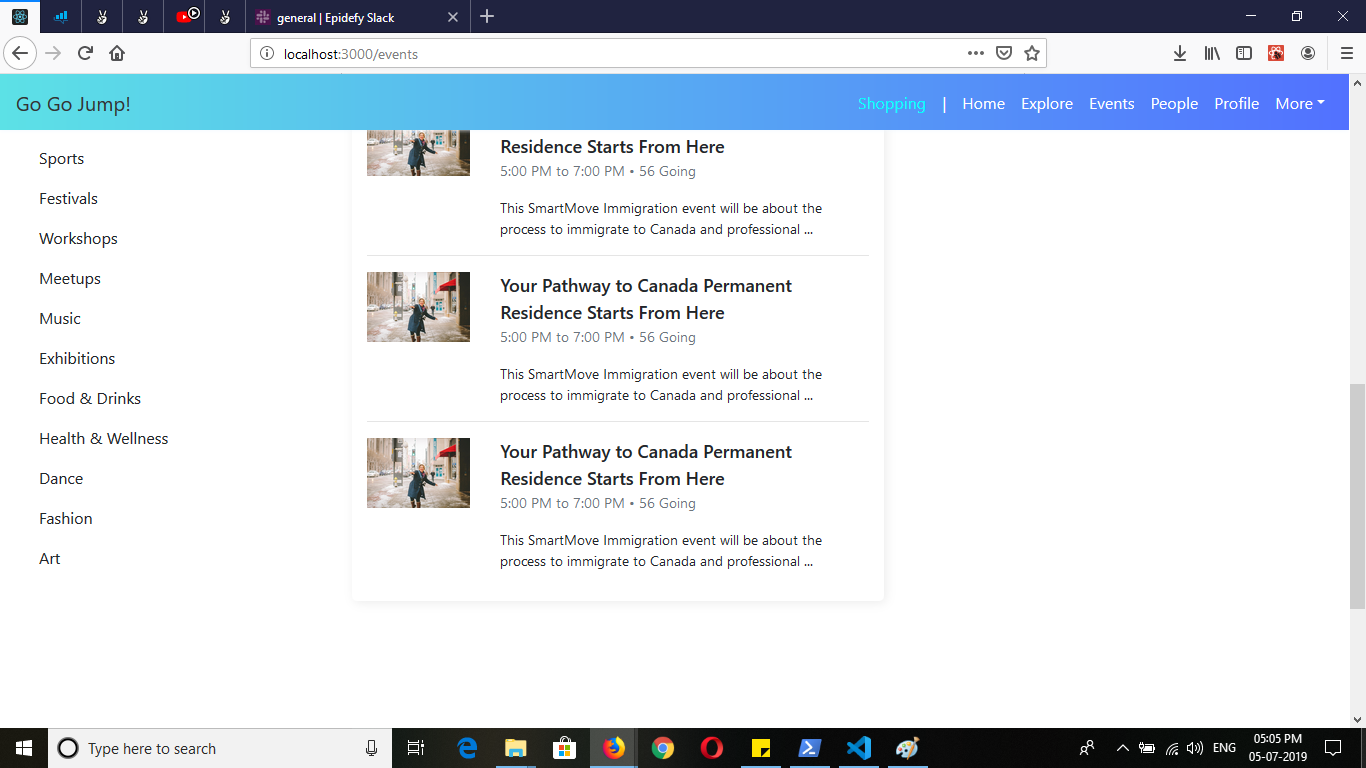 general | Epidefy Slack
localhost:3000/events
Go Go Jump!
Shopping | Home Explore Events People Profile More
Sports
Festivals
Workshops
Meetups
Music
Exhibitions
Food & Drinks
Health & Wellness
Dance
Fashion
Art
Residence Starts From Here
5:00 PM to 7:00 PM • 56 Going
This SmartMove Immigration event will be about the
process to immigrate to Canada and professional ...
Your Pathway to Canada Permanent
Residence Starts From Here
5:00 PM to 7:00 PM • 56 Going
This SmartMove Immigration event will be about the
process to immigrate to Canada and professional ...
Your Pathway to Canada Permanent
Residence Starts From Here
5:00 PM to 7:00 PM • 56 Going
This SmartMove Immigration event will be about the
process to immigrate to Canada and professional ...
Type here to search
ENG
05:05 PM
05-07-2019